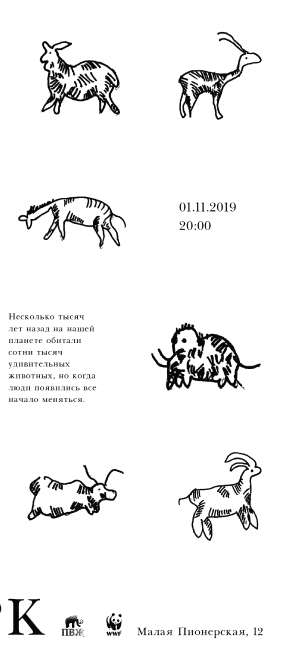 01.11.2019
20:00
Несколько тысяч
лет назад на нашей
планете обитали
сотни тысяч
удивительных
животных, но когда
люди появились все
начало меняться.
К
ПВЖ
WWF
Малая Пионерская, 12